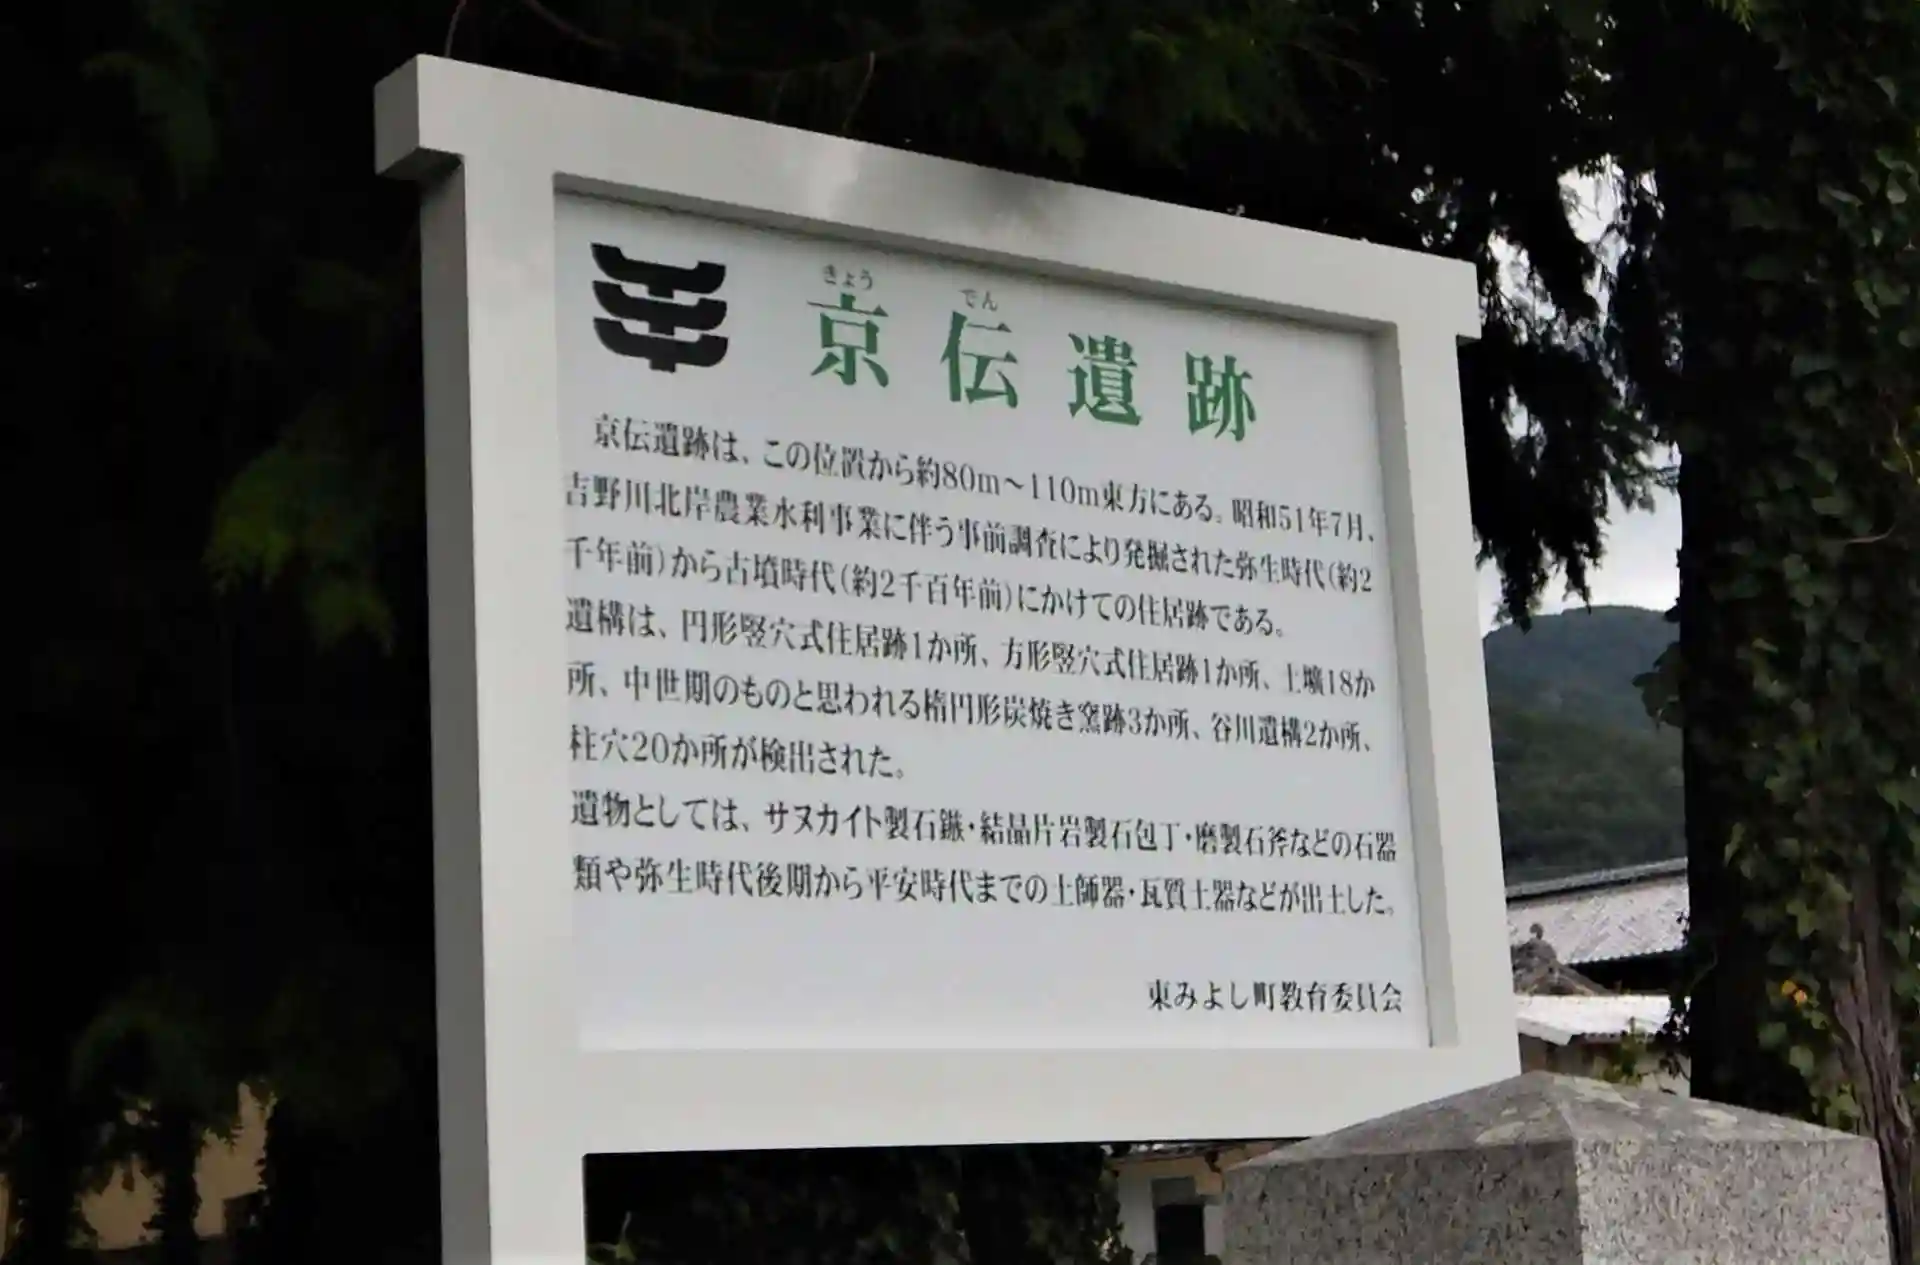 きょう でん
京伝遺跡
京伝遺跡は、この位置から約80m～110m東方にある。昭和51年7月、
吉野川北岸農業水利事業に伴う事前調査により発掘された弥生時代(約2
千年前)から古墳時代(約2千百年前)にかけての住居跡である。
遺構は、円形竪穴式住居跡1か所、方形竪穴式住居跡1か所、土壙18か
所、中世期のものと思われる楕円形炭焼き窯跡3か所、谷川遺構2か所、
柱穴20か所が検出された。
遺物としては、サヌカイト製石鏃・結晶片岩製石包丁・磨製石斧などの石器
類や弥生時代後期から平安時代までの土師器・瓦質土器などが出土した。
東みよし町教育委員会